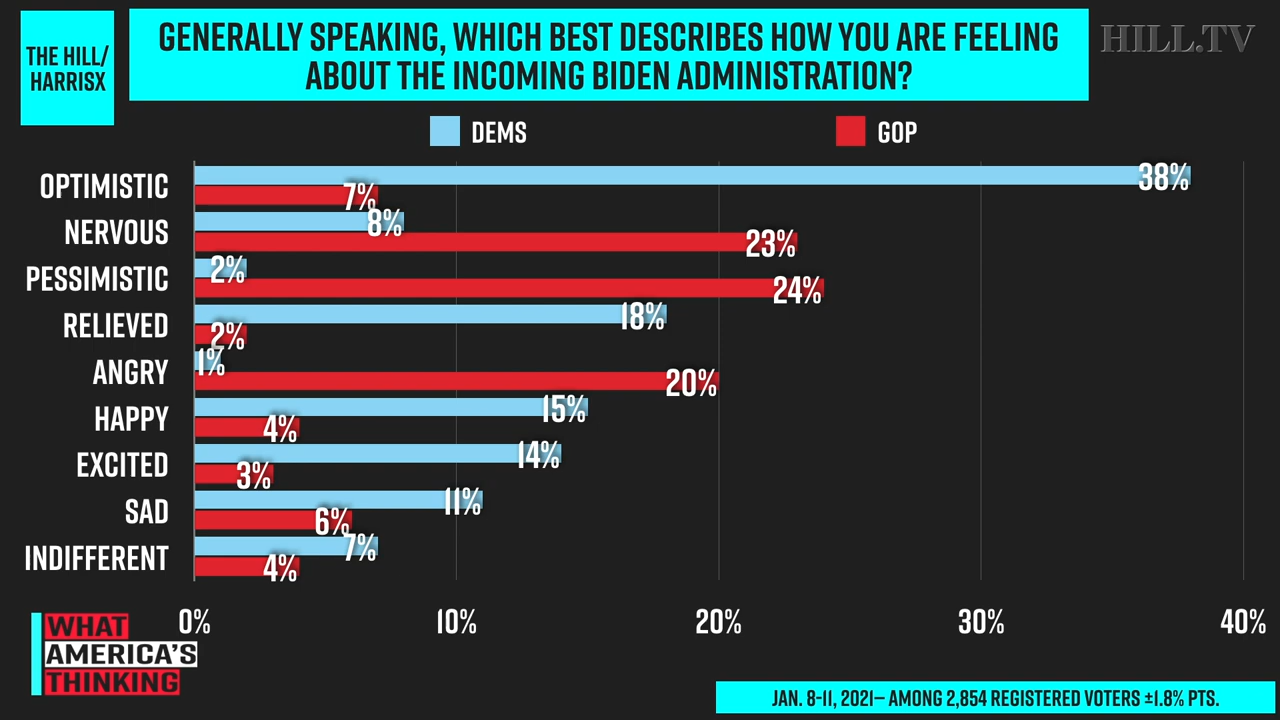 THE HILL/
HARRISX
GENERALLY SPEAKING, WHICH BEST DESCRIBES HOW YOU ARE FEELING
ABOUT THE INCOMING BIDEN ADMINISTRATION?
HILL.TV
DEMS GOP
OPTIMISTIC 38%
7%
NERVOUS 8%
23%
PESSIMISTIC 2%
24%
RELIEVED 18%
2%
ANGRY 1%
20%
HAPPY 15%
4%
EXCITED 14%
3%
SAD 11%
6%
INDIFFERENT 7%
4%
0% 10% 20% 30% 40%
WHAT
AMERICA'S
THINKING
JAN. 8-11, 2021– AMONG 2,854 REGISTERED VOTERS ±1.8% PTS.